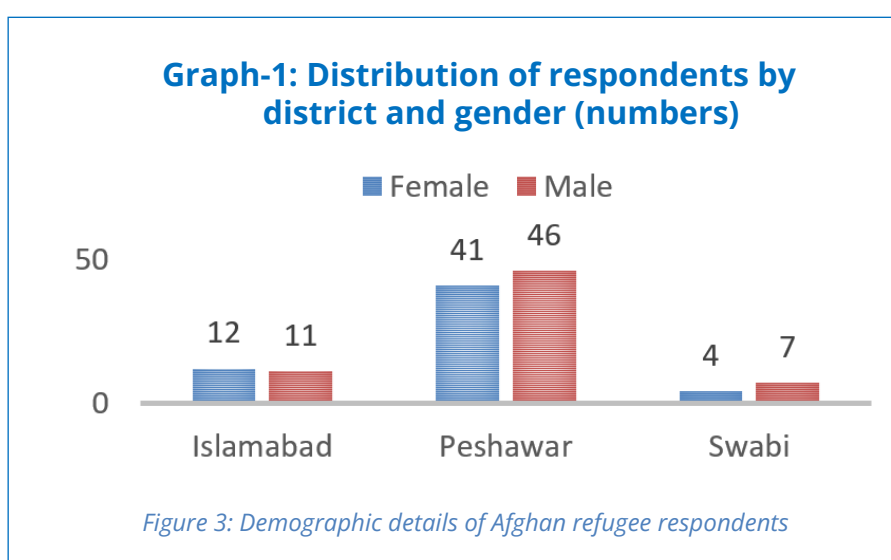 Graph-1: Distribution of respondents by
district and gender (numbers)
Female Male
50
41 46
12 11
4 7
0
Islamabad Peshawar Swabi
Figure 3: Demographic details of Afghan refugee respondents